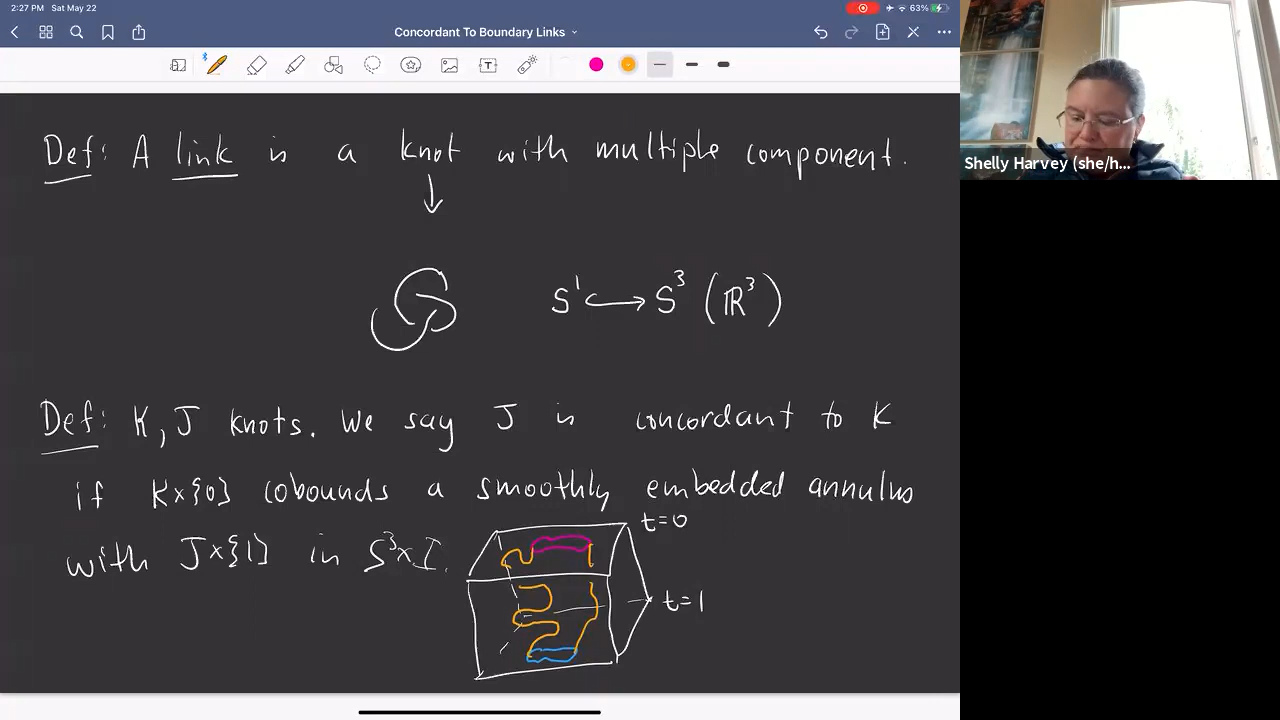 2:27 PM Sat May 22
63%
Concordant To Boundary Links
T
Shelly Harvey (she/h...
Def: A link is a knot with multiple component.
S¹ ↪ S³ (ℝ³)
Def: K, J knots. We say J is concordant to K
if K×{0} cobounds a smoothly embedded annulus
with J×{1} in S³×I.
t=0
t=1